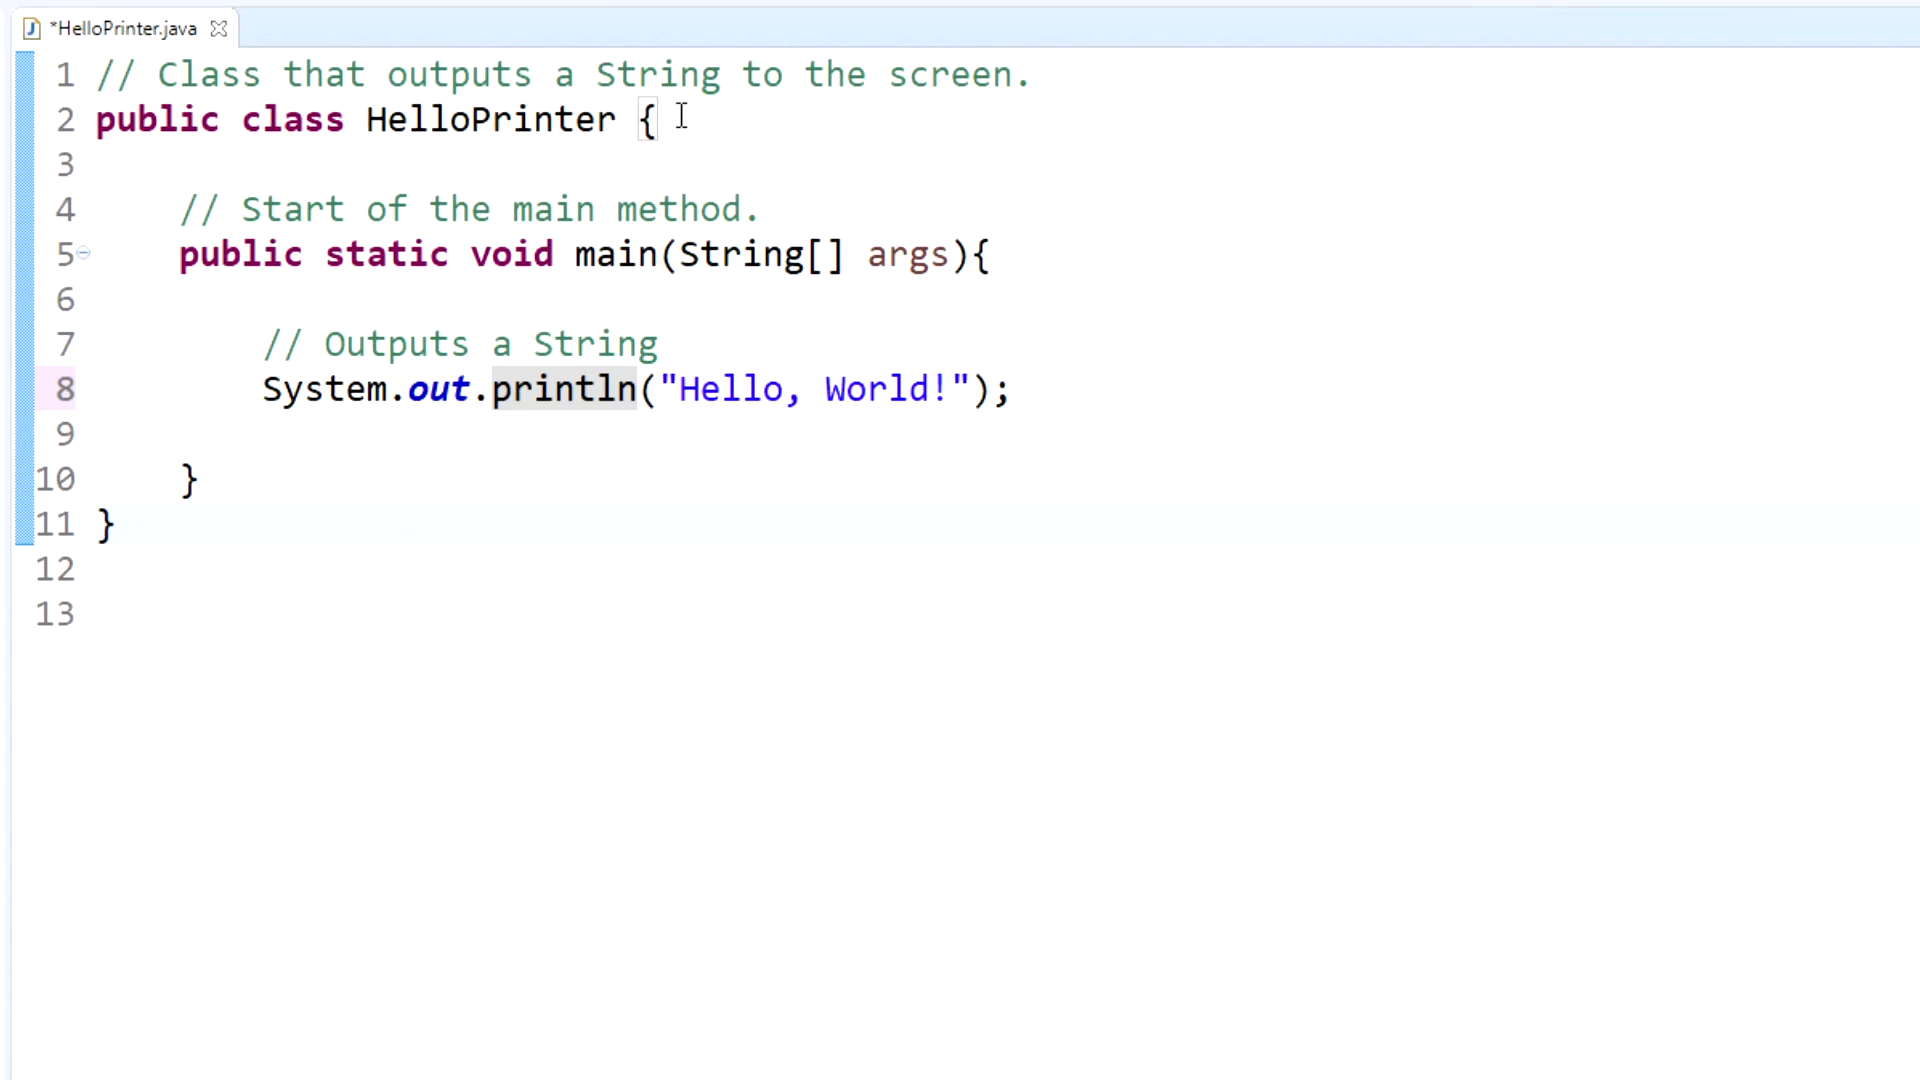 *HelloPrinter.java
1 // Class that outputs a String to the screen.
2 public class HelloPrinter {
3
4 // Start of the main method.
5 public static void main(String[] args){
6
7 // Outputs a String
8 System.out.println("Hello, World!");
9
10 }
11 }
12
13